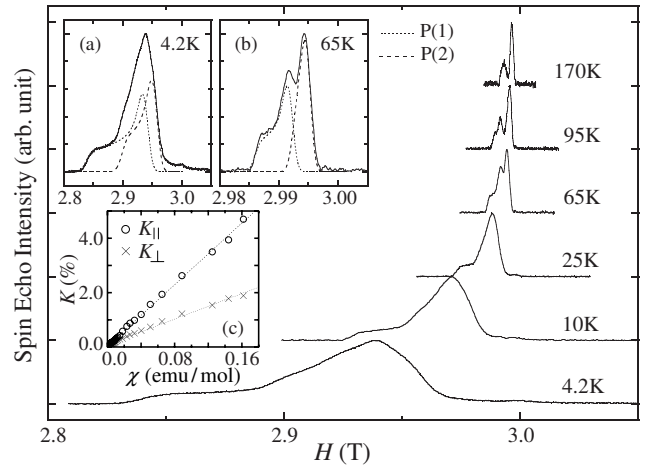 (a) 4.2K
(b) 65K
P(1)
P(2)
170K
95K
65K
25K
10K
4.2K
2.8 2.9 3.0
2.98 2.99 3.00
K||
K⊥
(c)
4.0
2.0
0.0
K (%)
0.0 0.08 0.16
χ (emu/mol)
Spin Echo Intensity (arb. unit)
2.8 2.9 3.0
H (T)